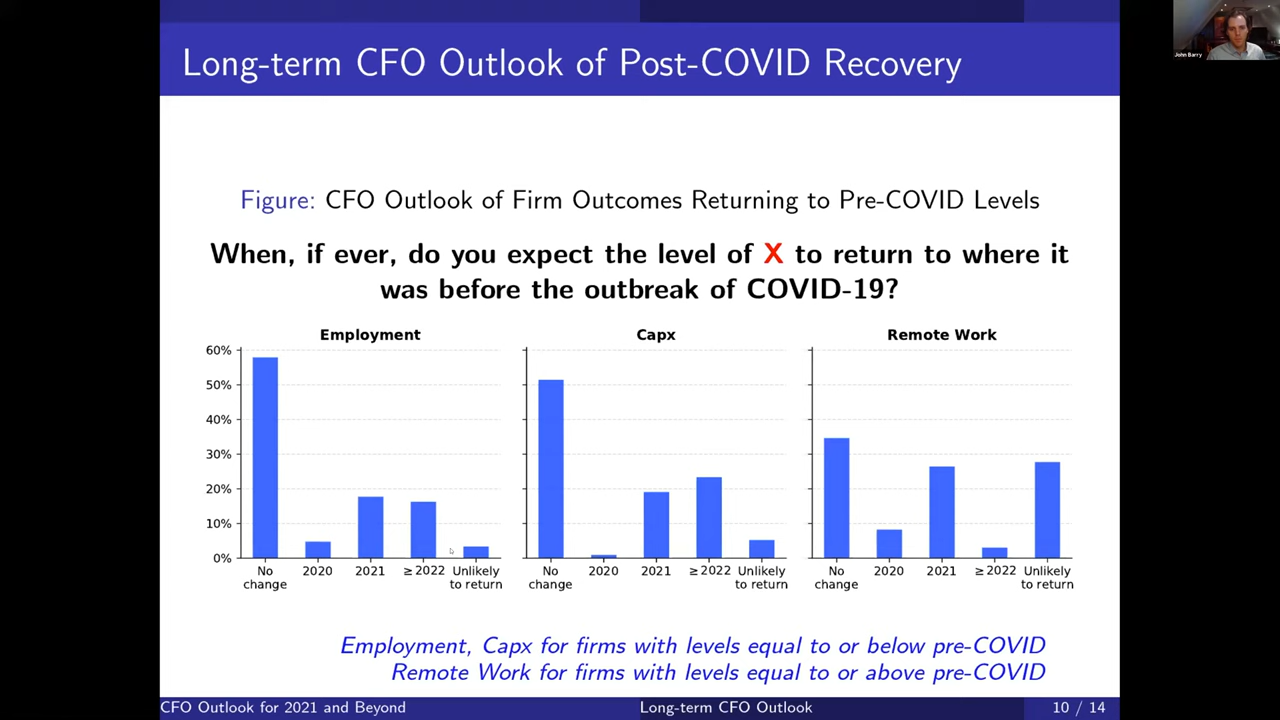 Long-term CFO Outlook of Post-COVID Recovery
John Barry
Figure: CFO Outlook of Firm Outcomes Returning to Pre-COVID Levels
When, if ever, do you expect the level of X to return to where it
was before the outbreak of COVID-19?
Employment
60%
50%
40%
30%
20%
10%
0%
No
change
2020
2021
≥ 2022
Unlikely
to return
Capx
No
change
2020
2021
≥ 2022
Unlikely
to return
Remote Work
No
change
2020
2021
≥ 2022
Unlikely
to return
Employment, Capx for firms with levels equal to or below pre-COVID
Remote Work for firms with levels equal to or above pre-COVID
CFO Outlook for 2021 and Beyond
Long-term CFO Outlook
10 / 14